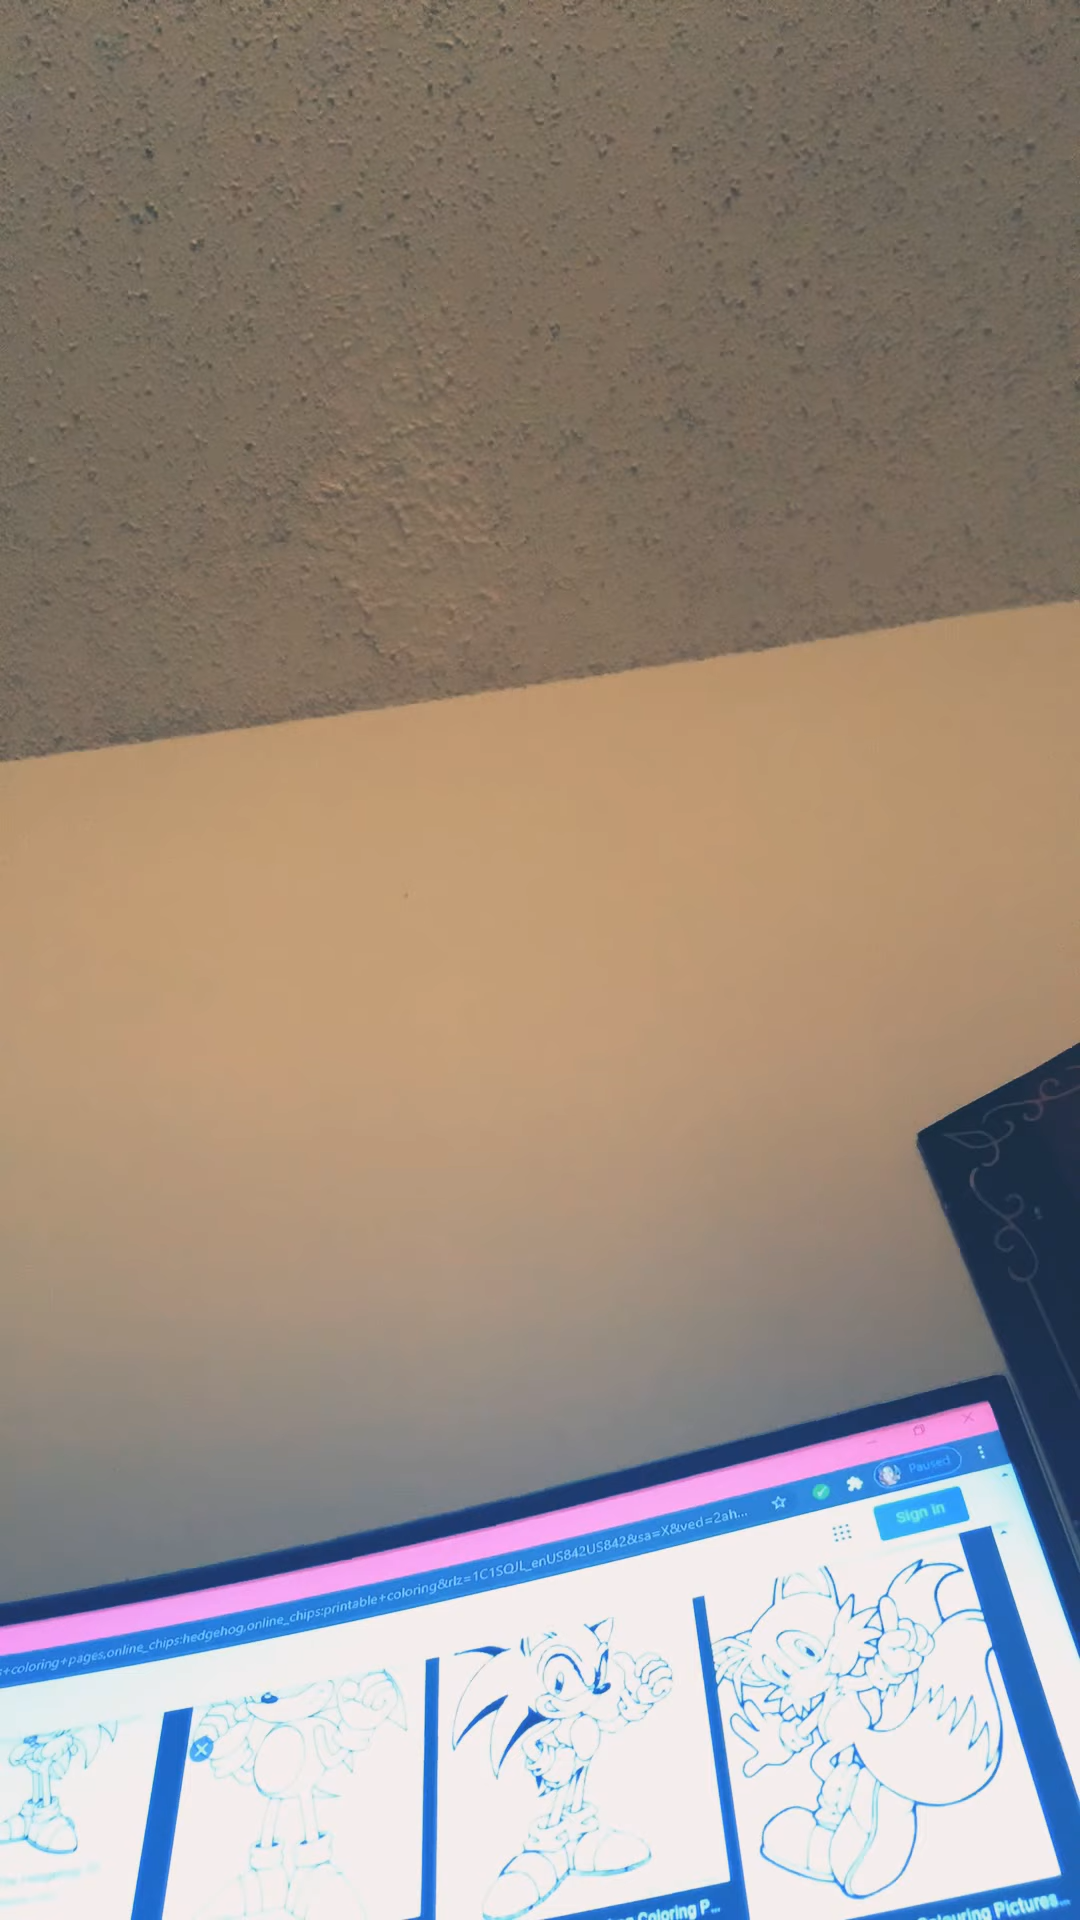 Paused
s+coloring+pages,online_chips:hedgehog,online_chips:printable+coloring&rlz=1C1SQJL_enUS842US842&sa=X&ved=2ah...
Sign in
Coloring P...
Colouring Pictures...